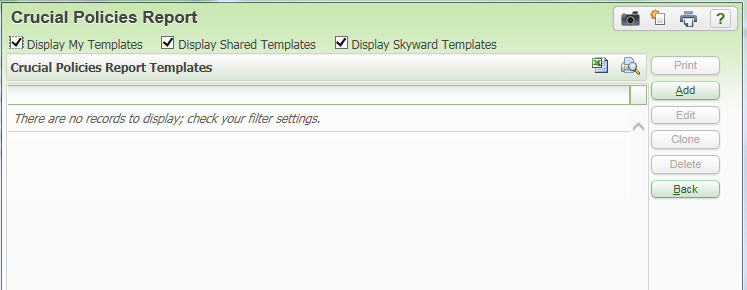 Crucial Policies Report
?
Display My Templates Display Shared Templates Display Skyward Templates
Crucial Policies Report Templates
Print
Add
There are no records to display; check your filter settings.
Edit
Clone
Delete
Back